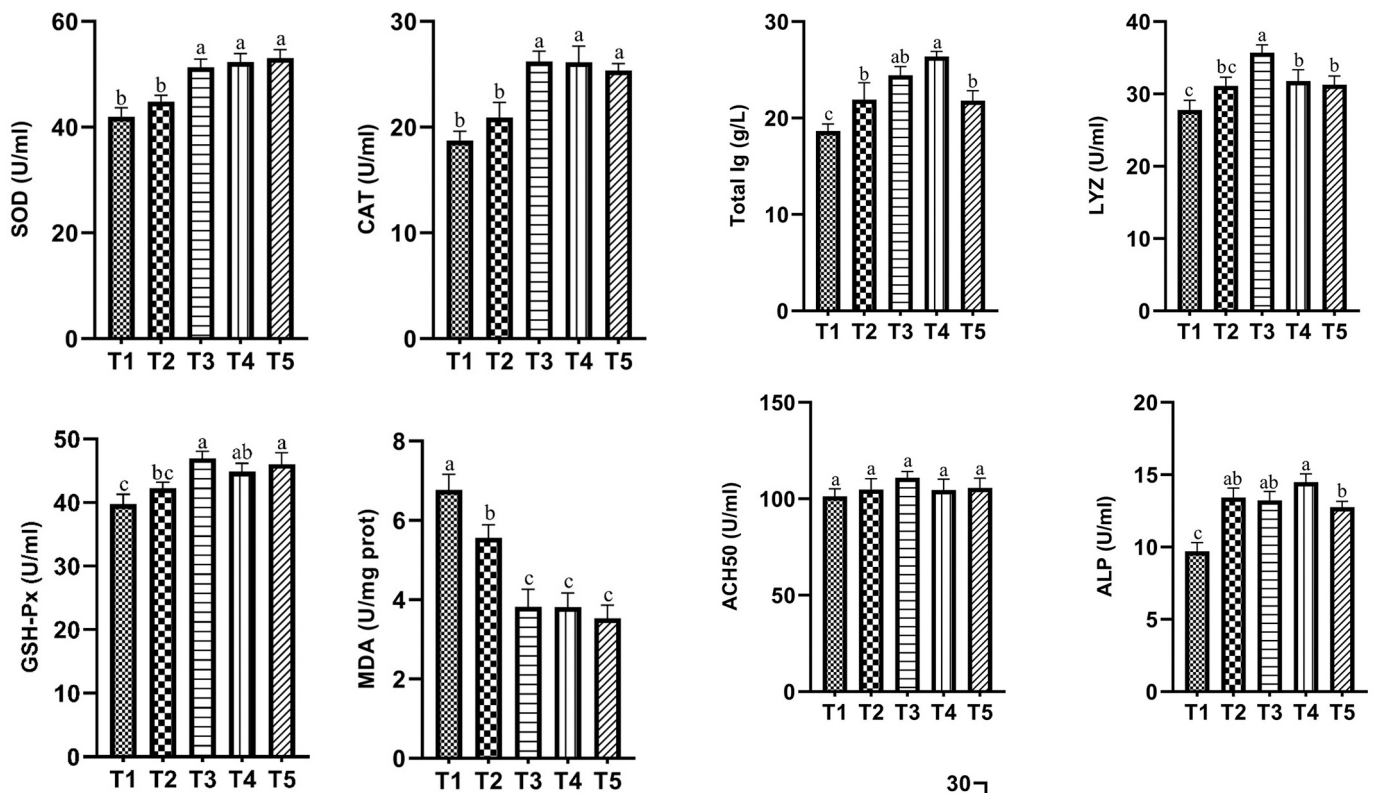 SOD (U/ml)
60
40
20
0
b b a a a
T1 T2 T3 T4 T5
CAT (U/ml)
30
20
10
0
b b a a a
T1 T2 T3 T4 T5
Total Ig (g/L)
30
20
10
0
c b ab a b
T1 T2 T3 T4 T5
LYZ (U/ml)
40
30
20
10
0
c bc a b b
T1 T2 T3 T4 T5
GSH-Px (U/ml)
50
40
30
20
10
0
c bc a ab a
T1 T2 T3 T4 T5
MDA (U/mg prot)
8
6
4
2
0
a b c c c
T1 T2 T3 T4 T5
ACH50 (U/ml)
150
100
50
0
a a a a a
T1 T2 T3 T4 T5
ALP (U/ml)
20
15
10
5
0
c ab ab a b
T1 T2 T3 T4 T5
30